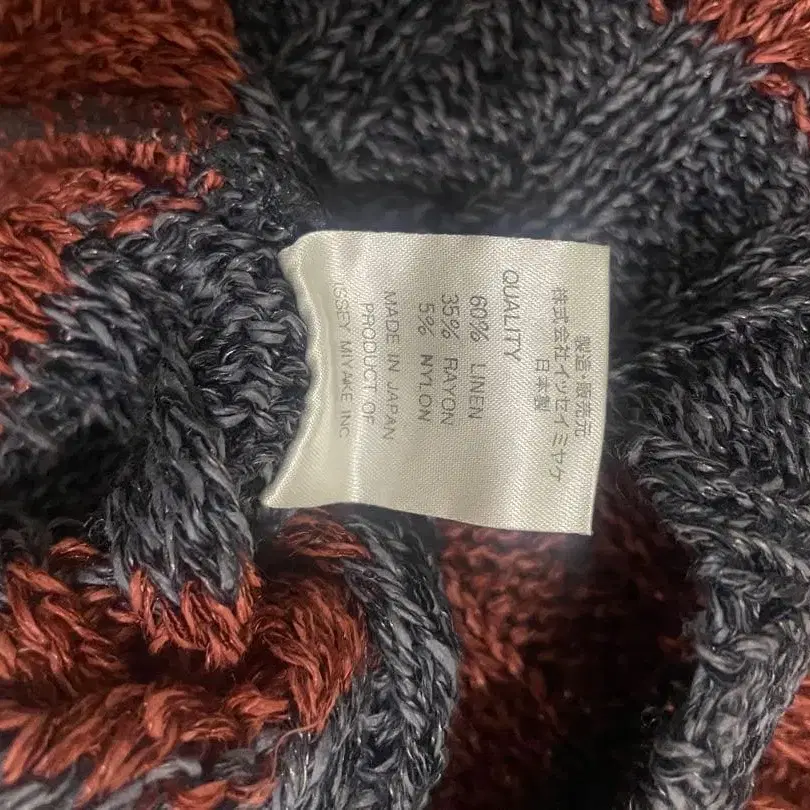 製造・販売元
株式会社イッセイミヤケ
日本製
QUALITY
60% LINEN
35% RAYON
5% NYLON
MADE IN JAPAN
PRODUCT OF
ISSEY MIYAKE INC.